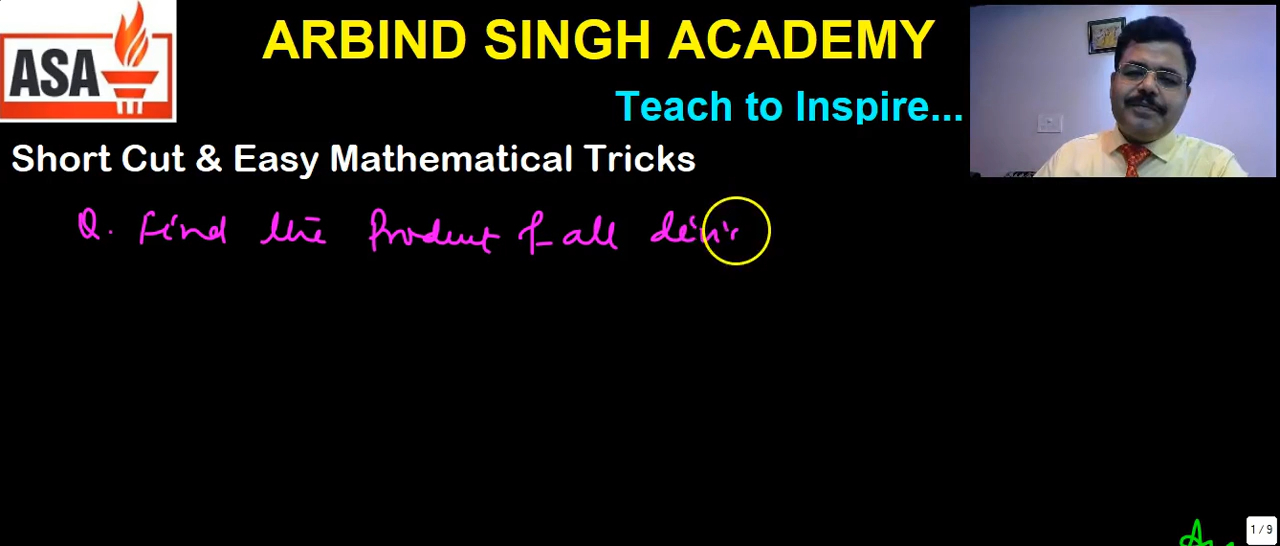 ASA
ARBIND SINGH ACADEMY
Teach to Inspire...
Short Cut & Easy Mathematical Tricks
Q. Find the Product of all divi
1/9